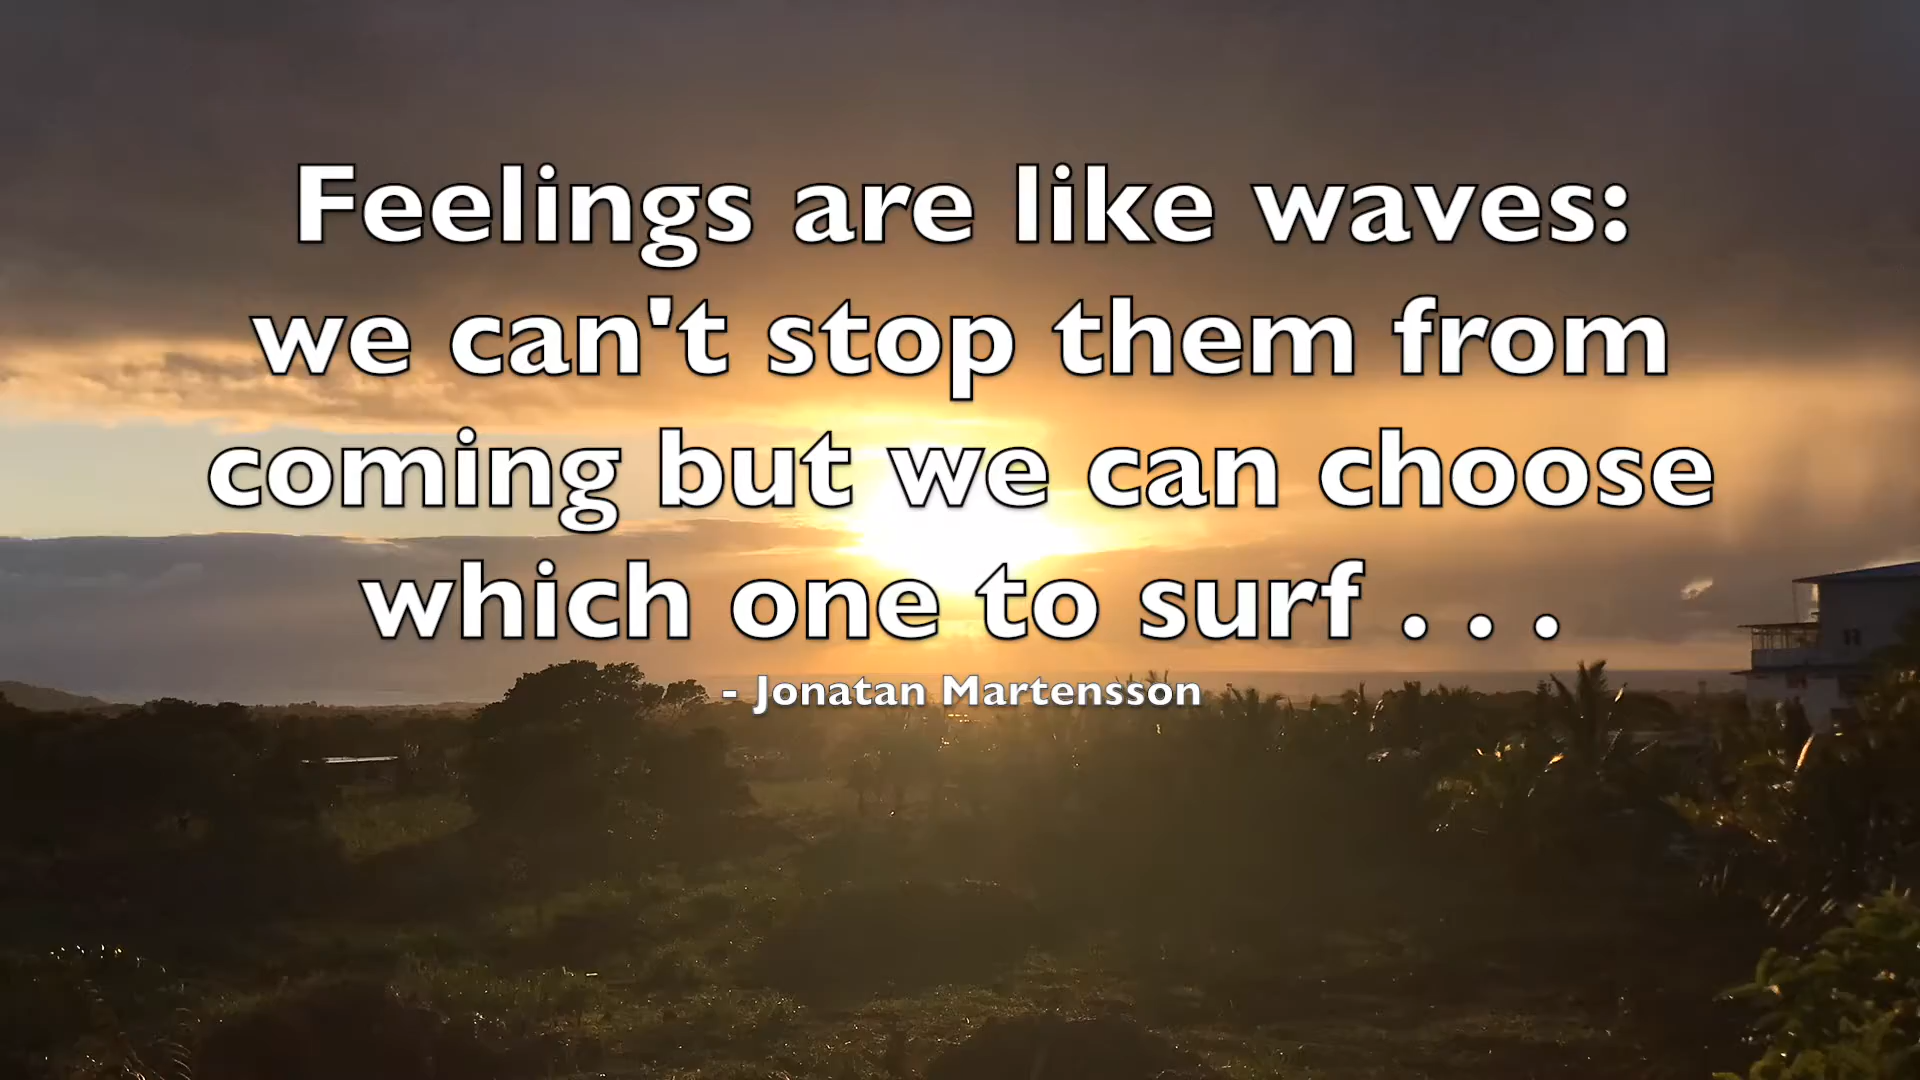 Feelings are like waves:
we can't stop them from
coming but we can choose
which one to surf . . .
- Jonatan Martensson